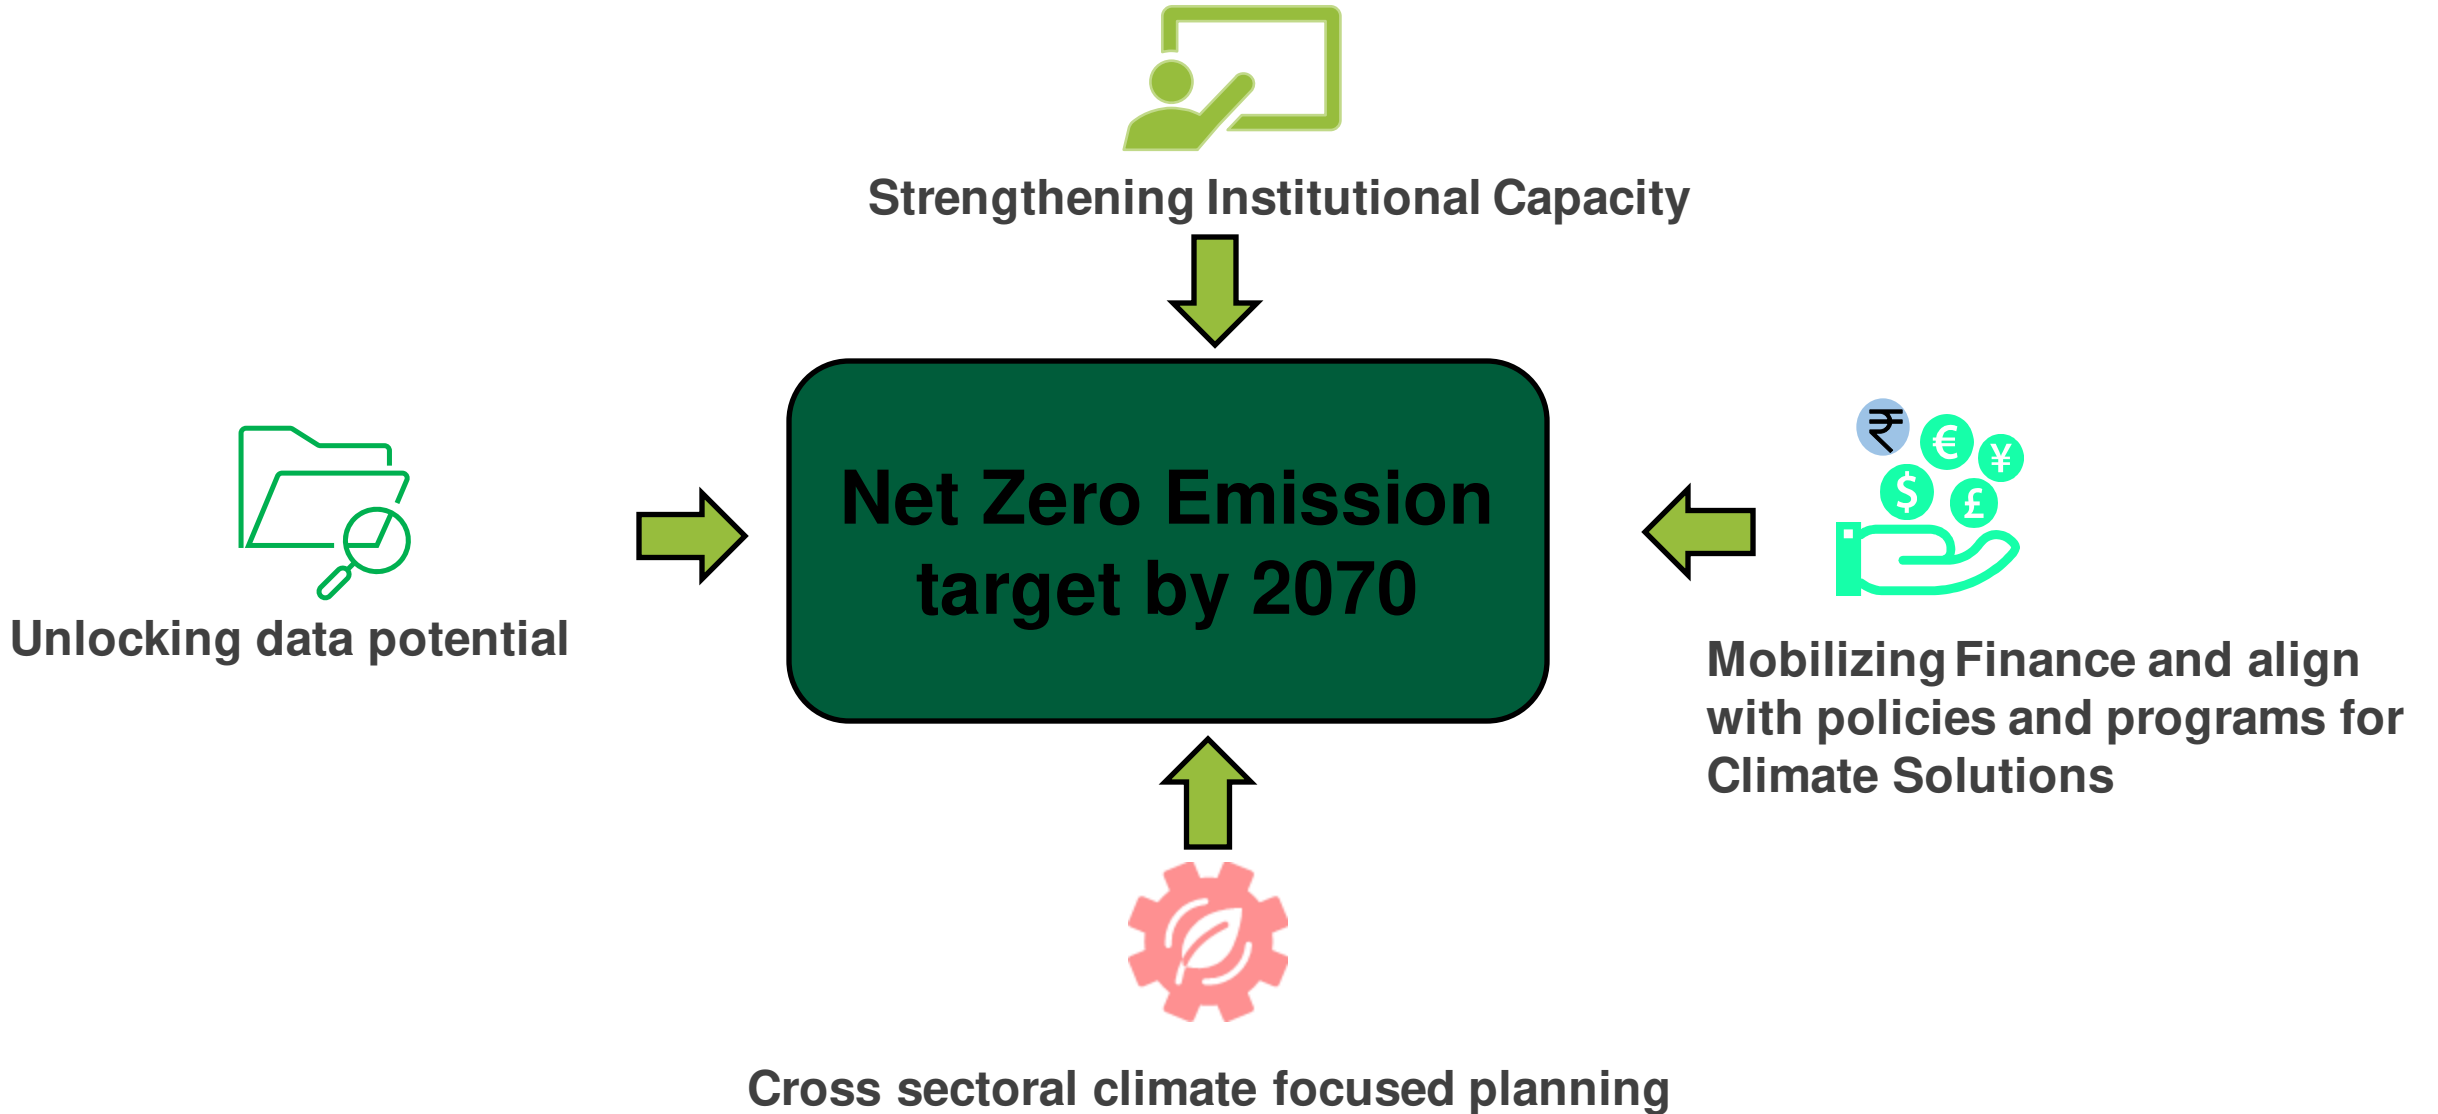 Strengthening Institutional Capacity
Net Zero Emission
target by 2070
₹
€
¥
$
£
Unlocking data potential
Mobilizing Finance and align
with policies and programs for
Climate Solutions
Cross sectoral climate focused planning